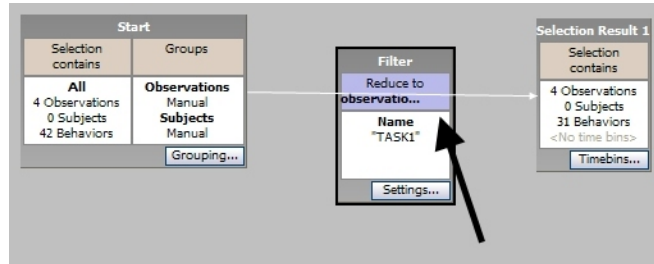 Start
Selection
contains
Groups
All
4 Observations
0 Subjects
42 Behaviors
Observations
Manual
Subjects
Manual
Grouping...
Filter
Reduce to
observatio...
Name
"TASK1"
Settings...
Selection Result 1
Selection
contains
4 Observations
0 Subjects
31 Behaviors
<No time bins>
Timebins...